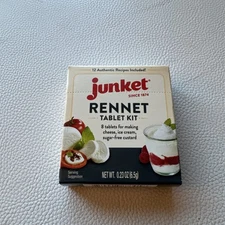 12 Authentic Recipes Included!
junket
SINCE 1874
RENNET
TABLET KIT
8 tablets for making
cheese, ice cream,
sugar-free custard
Serving
Suggestion
NET WT. 0.23 OZ (6.5g)